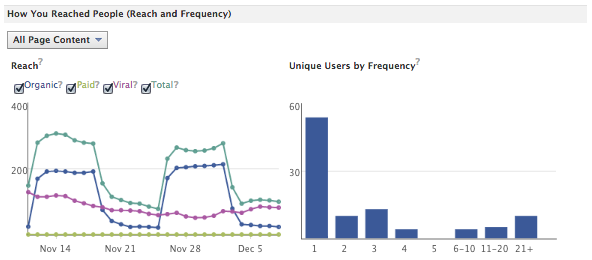 How You Reached People (Reach and Frequency)
All Page Content
Reach?
Unique Users by Frequency?
Organic? Paid? Viral? Total?
400
200
Nov 14 Nov 21 Nov 28 Dec 5
60
30
1 2 3 4 5 6-10 11-20 21+